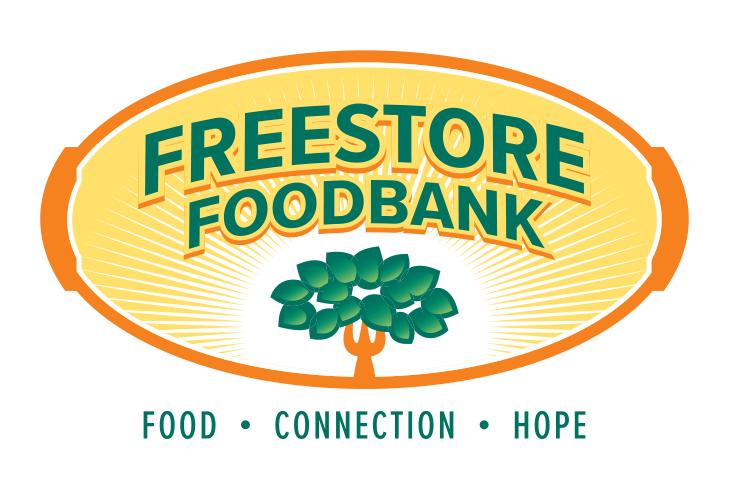 FREESTORE
FOODBANK
FOOD • CONNECTION • HOPE